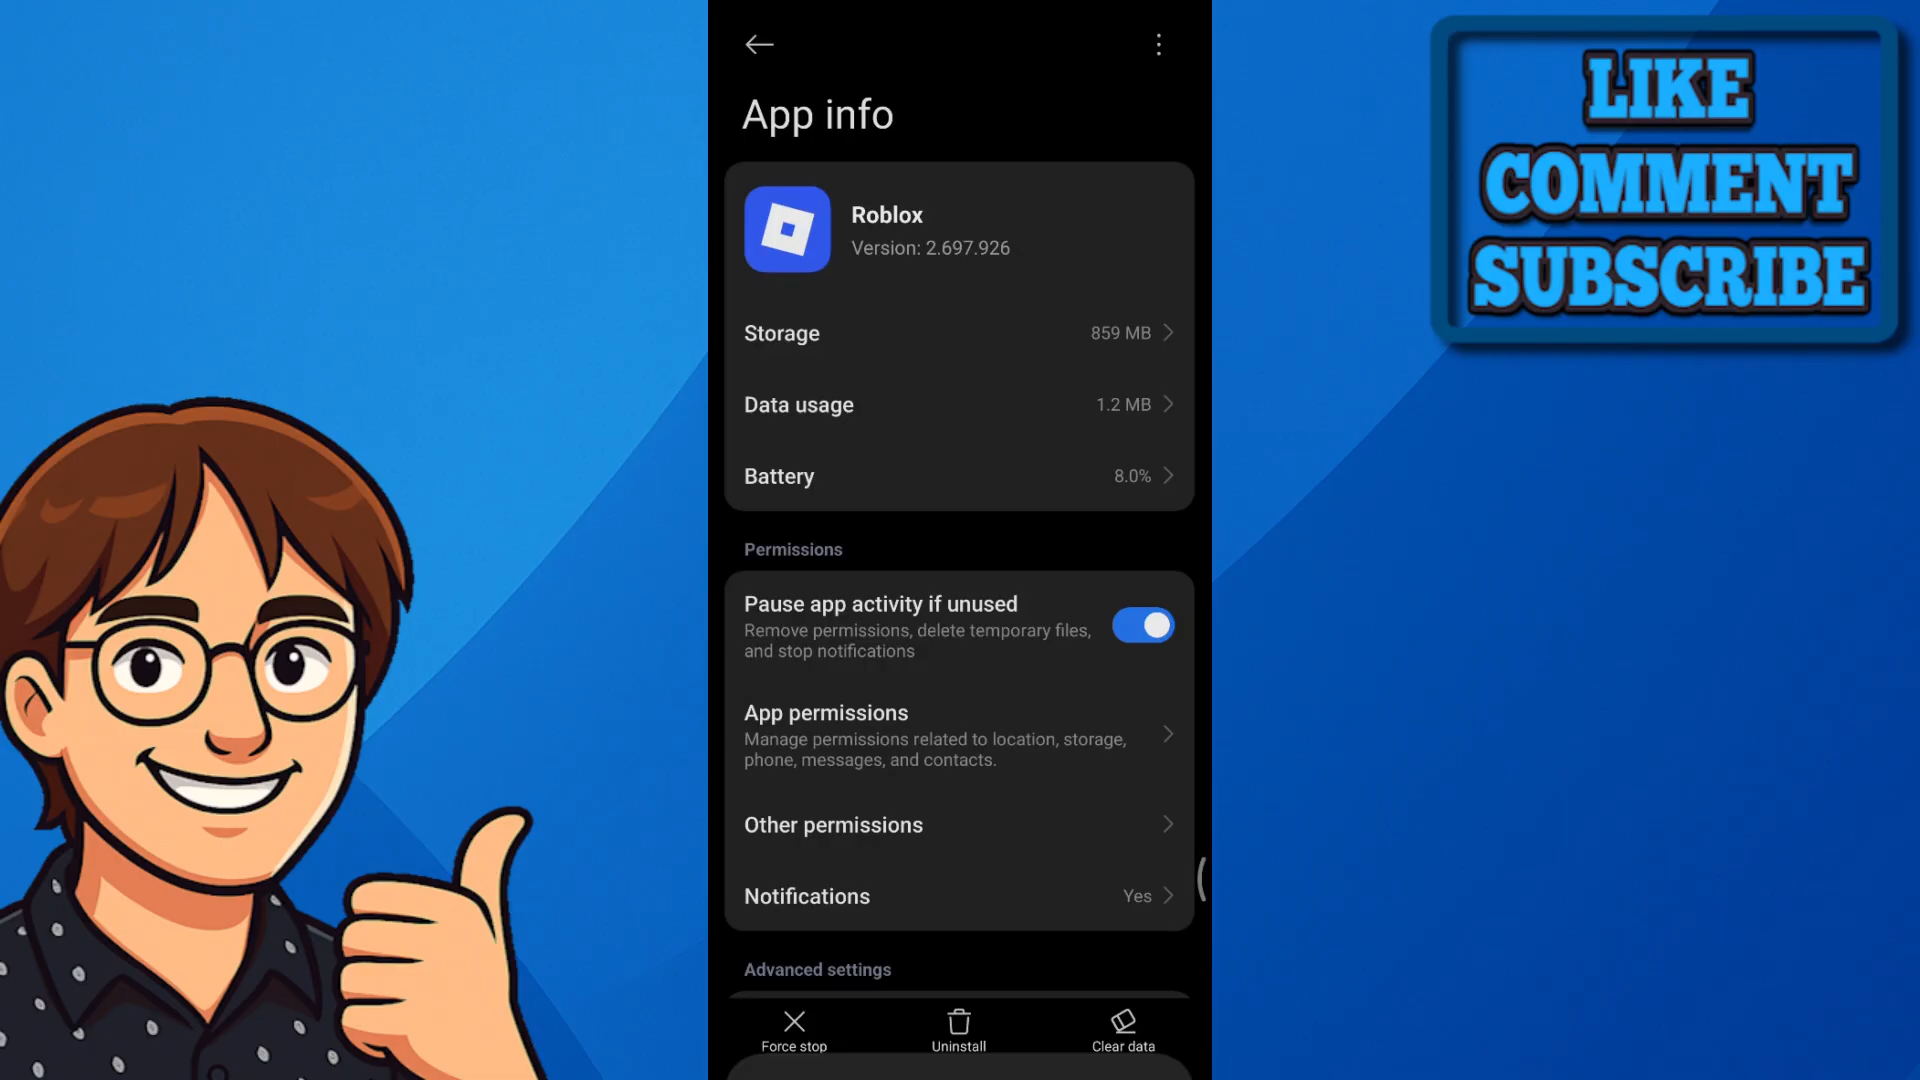 App info
Roblox
Version: 2.697.926
Storage 859 MB
Data usage 1.2 MB
Battery 8.0%
Permissions
Pause app activity if unused
Remove permissions, delete temporary files,
and stop notifications
App permissions
Manage permissions related to location, storage,
phone, messages, and contacts.
Other permissions
Notifications Yes
Advanced settings
Force stop Uninstall Clear data
LIKE
COMMENT
SUBSCRIBE